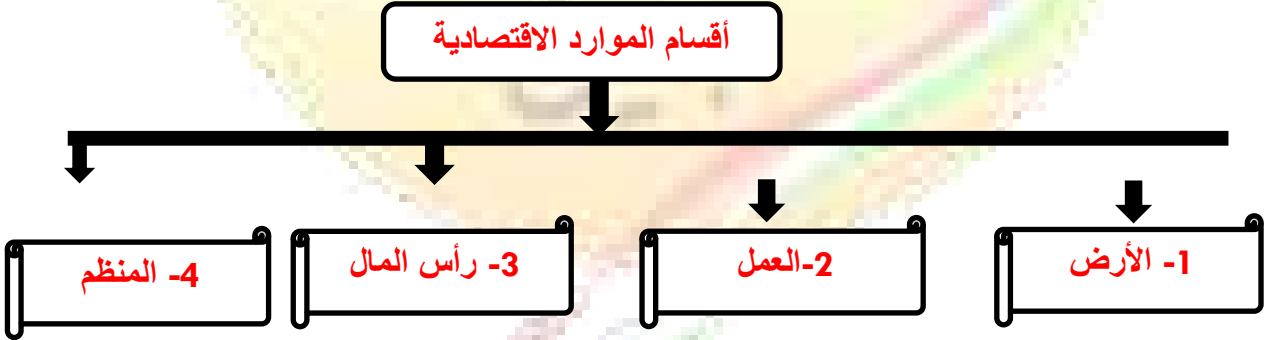 أقسام الموارد الاقتصادية
1- الأرض
2-العمل
3- رأس المال
4- المنظم